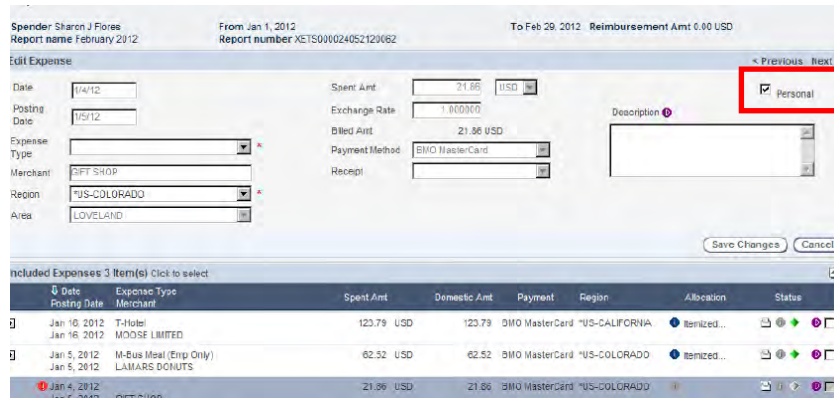 Spender Sharon J Flores From Jan 1, 2012 To Feb 29, 2012 Reimbursement Amt 0.00 USD
Report name February 2012 Report number XETS000024052120062
Edit Expense < Previous Next
Date 1/4/12 Spent Amt 21.86 USD Personal
Posting Date 1/5/12 Exchange Rate 1.000000 Description
Billed Amt 21.86 USD
Expense Type * Payment Method BMO MasterCard
Merchant GIFT SHOP Receipt
Region *US-COLORADO *
Area LOVELAND
Save Changes Cancel
Included Expenses 3 Item(s) Click to select
Date Expense Type
Posting Date Merchant Spent Amt Domestic Amt Payment Region Allocation Status
Jan 16, 2012 T-Hotel 123.79 USD 123.79 BMO MasterCard *US-CALIFORNIA Itemized...
Jan 16, 2012 MOOSE LIMITED
Jan 5, 2012 M-Bus Meal (Emp Only) 62.52 USD 62.52 BMO MasterCard *US-COLORADO Itemized...
Jan 5, 2012 LAMARS DONUTS
Jan 4, 2012 21.86 USD 21.86 BMO MasterCard *US-COLORADO
GIFT SHOP